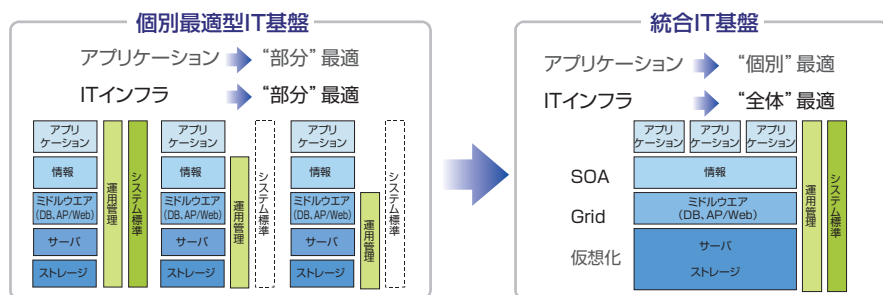 個別最適型IT基盤
アプリケーション “部分”最適
ITインフラ “部分”最適
アプリ
ケーション
情報
ミドルウエア
(DB、AP/Web)
サーバ
ストレージ
運用管理
システム標準
アプリ
ケーション
情報
ミドルウエア
(DB、AP/Web)
サーバ
ストレージ
運用管理
システム標準
アプリ
ケーション
情報
ミドルウエア
(DB、AP/Web)
サーバ
ストレージ
運用管理
システム標準
統合IT基盤
アプリケーション “個別”最適
ITインフラ “全体”最適
アプリ
ケーション
アプリ
ケーション
アプリ
ケーション
SOA
情報
Grid
ミドルウエア
(DB、AP/Web)
仮想化
サーバ
ストレージ
運用管理
システム標準